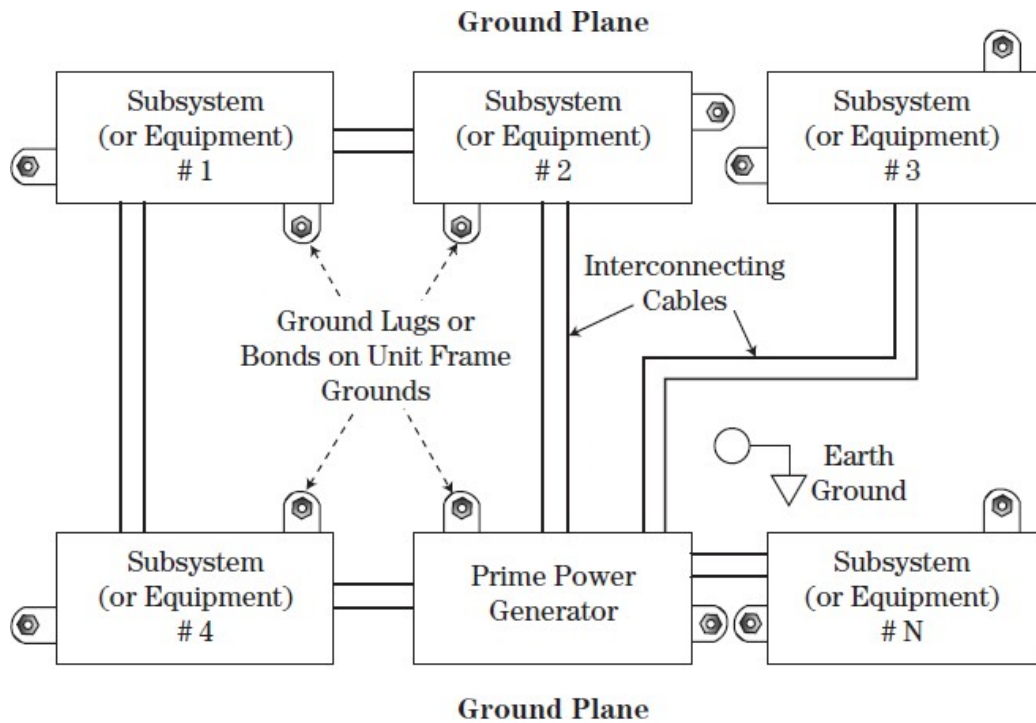 Ground Plane
Subsystem
(or Equipment)
# 1
Subsystem
(or Equipment)
# 2
Subsystem
(or Equipment)
# 3
Interconnecting
Cables
Ground Lugs or
Bonds on Unit Frame
Grounds
Earth
Ground
Subsystem
(or Equipment)
# 4
Prime Power
Generator
Subsystem
(or Equipment)
# N
Ground Plane